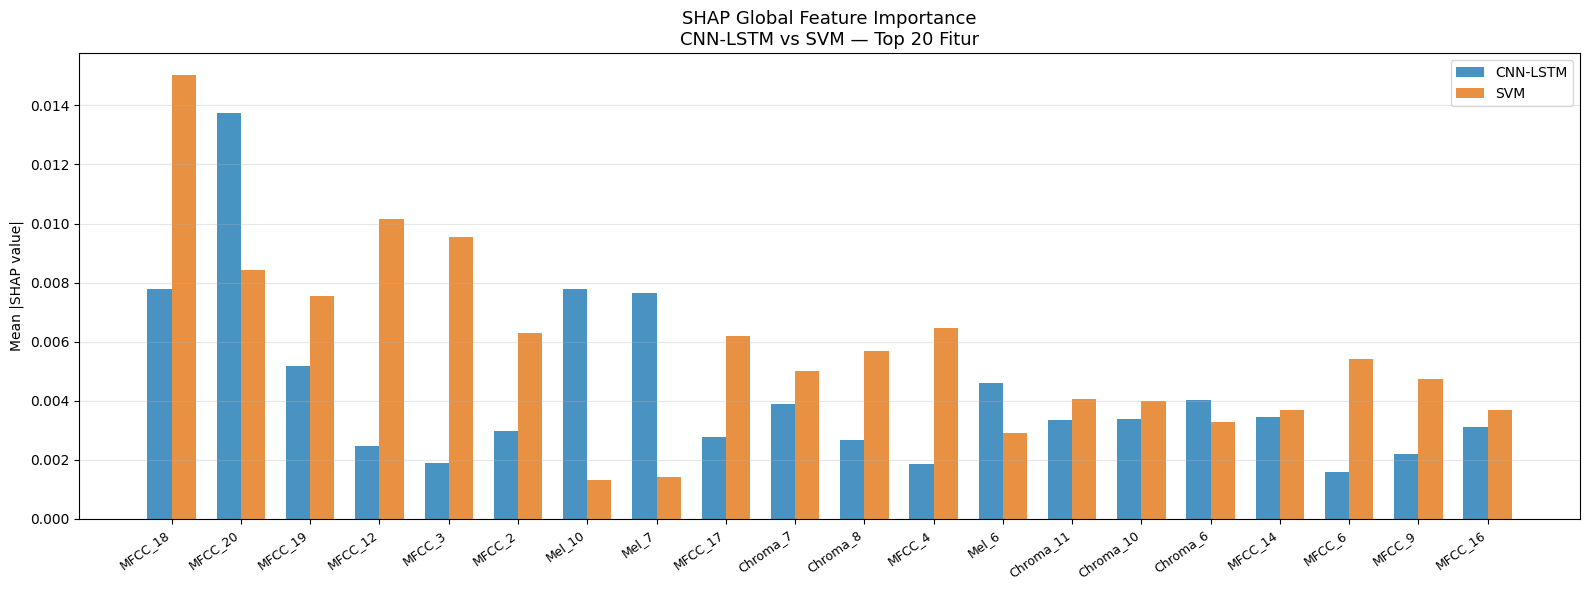 SHAP Global Feature Importance
CNN-LSTM vs SVM — Top 20 Fitur
CNN-LSTM
SVM
Mean |SHAP value|
0.014
0.012
0.010
0.008
0.006
0.004
0.002
0.000
MFCC_18
MFCC_20
MFCC_19
MFCC_12
MFCC_3
MFCC_2
Mel_10
Mel_7
MFCC_17
Chroma_7
Chroma_8
MFCC_4
Mel_6
Chroma_11
Chroma_10
Chroma_6
MFCC_14
MFCC_6
MFCC_9
MFCC_16